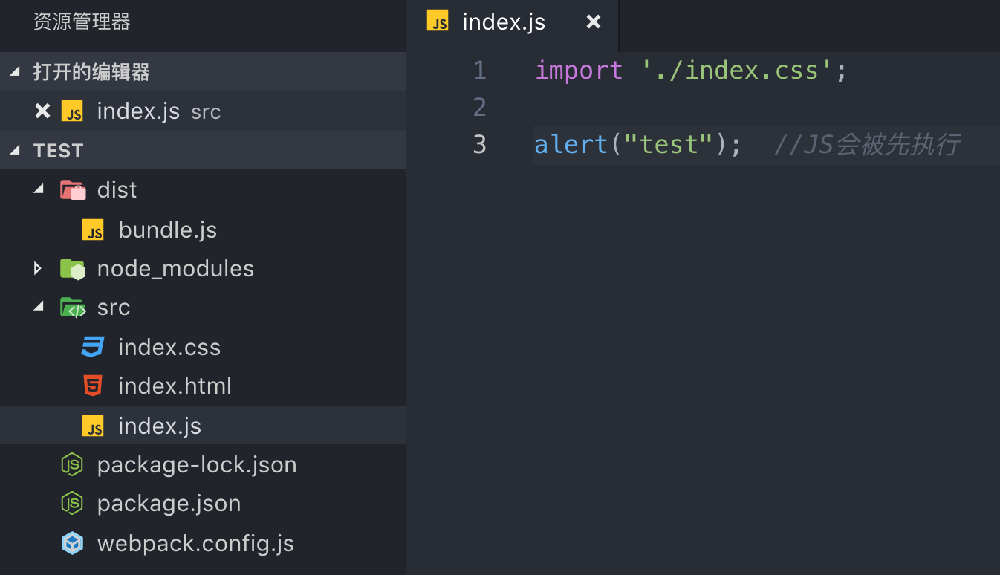 资源管理器
打开的编辑器
index.js src
TEST
dist
bundle.js
node_modules
src
index.css
index.html
index.js
package-lock.json
package.json
webpack.config.js
index.js
1 import './index.css';
2
3 alert("test");  //JS会被先执行